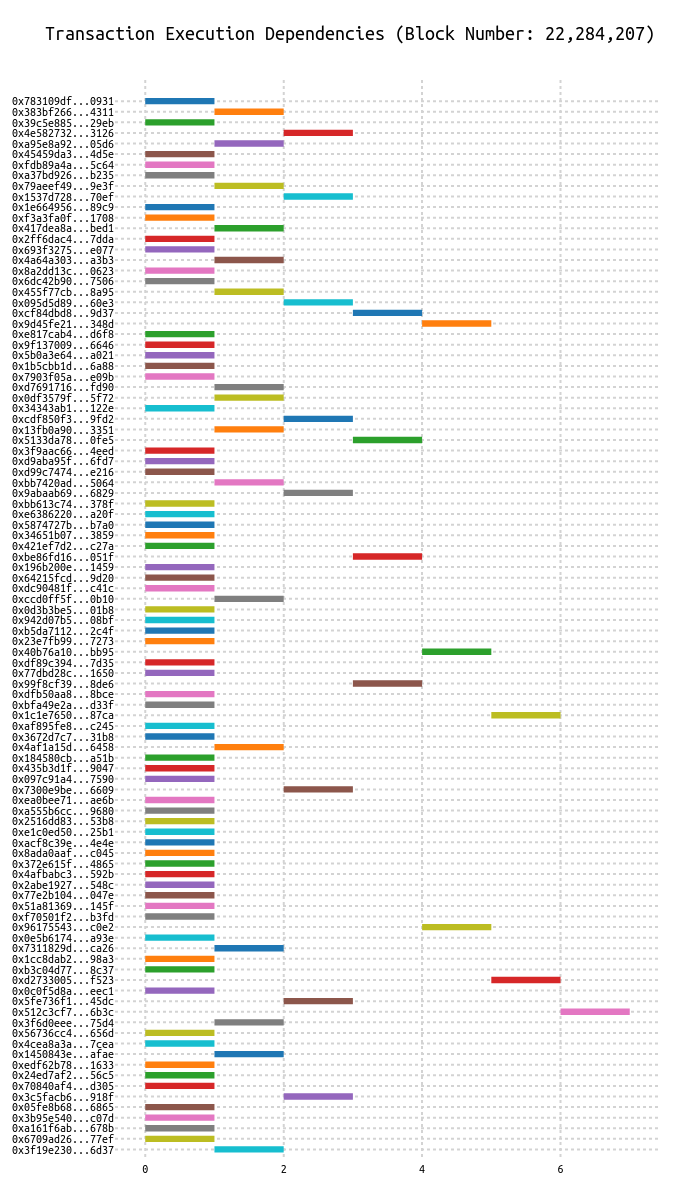 Transaction Execution Dependencies (Block Number: 22,284,207)
0x783109df...0931
0x383bf266...4311
0x39c5e885...29eb
0x4e582732...3126
0xa95e8a92...05d6
0x45459da3...4d5e
0xfdb89a4a...5c64
0xa37bd926...b235
0x79aeef49...9e3f
0x1537d728...70ef
0x1e664956...89c9
0xf3a3fa0f...1708
0x417dea8a...bed1
0x2ff6dac4...7dda
0x693f3275...e077
0x4a64a303...a3b3
0x8a2dd13c...0623
0x6dc42b90...7506
0x455f77cb...8a95
0x095d5d89...60e3
0xcf84dbd8...9d37
0x9d45fe21...348d
0xe817cab4...d6f8
0x9f137009...6646
0x5b0a3e64...a021
0x1b5cbb1d...6a88
0x7903f05a...e09b
0xd7691716...fd90
0x0df3579f...5f72
0x34343ab1...122e
0xcdf850f3...9fd2
0x13fb0a90...3351
0x5133da78...0fe5
0x3f9aac66...4eed
0xd9aba95f...6fd7
0xd99c7474...e216
0xbb7420ad...5064
0x9abaab69...6829
0xbb613c74...378f
0xe6386220...a20f
0x5874727b...b7a0
0x34651b07...3859
0x421ef7d2...c27a
0xbe86fd16...051f
0x196b200e...1459
0x64215fcd...9d20
0xdc90481f...c41c
0xccd0ff5f...0b10
0x0d3b3be5...01b8
0x942d07b5...08bf
0xb5da7112...2c4f
0x23e7fb99...7273
0x40b76a10...bb95
0xdf89c394...7d35
0x77dbd28c...1650
0x99f8cf39...8de6
0xdfb50aa8...8bce
0xbfa49e2a...d33f
0x1c1e7650...87ca
0xaf895fe8...c245
0x3672d7c7...31b8
0x4af1a15d...6458
0x184580cb...a51b
0x435b3d1f...9047
0x097c91a4...7590
0x7300e9be...6609
0xea0bee71...ae6b
0xa555b6cc...9680
0x2516dd83...53b8
0xe1c0ed50...25b1
0xacf8c39e...4e4e
0x8ada0aaf...c045
0x372e615f...4865
0x4afbabc3...592b
0x2abe1927...548c
0x77e2b104...047e
0x51a81369...145f
0xf70501f2...b3fd
0x96175543...c0e2
0x0e5b6174...a93e
0x7311829d...ca26
0x1cc8dab2...98a3
0xb3c04d77...8c37
0xd2733005...f523
0x0c0f5d8a...eec1
0x5fe736f1...45dc
0x512c3cf7...6b3c
0x3f6d0eee...75d4
0x56736cc4...656d
0x4cea8a3a...7cea
0x1450843e...afae
0xedf62b78...1633
0x24ed7af2...56c5
0x70840af4...d305
0x3c5facb6...918f
0x05fe8b68...6865
0x3b95e540...c07d
0xa161f6ab...678b
0x6709ad26...77ef
0x3f19e230...6d37
0 2 4 6